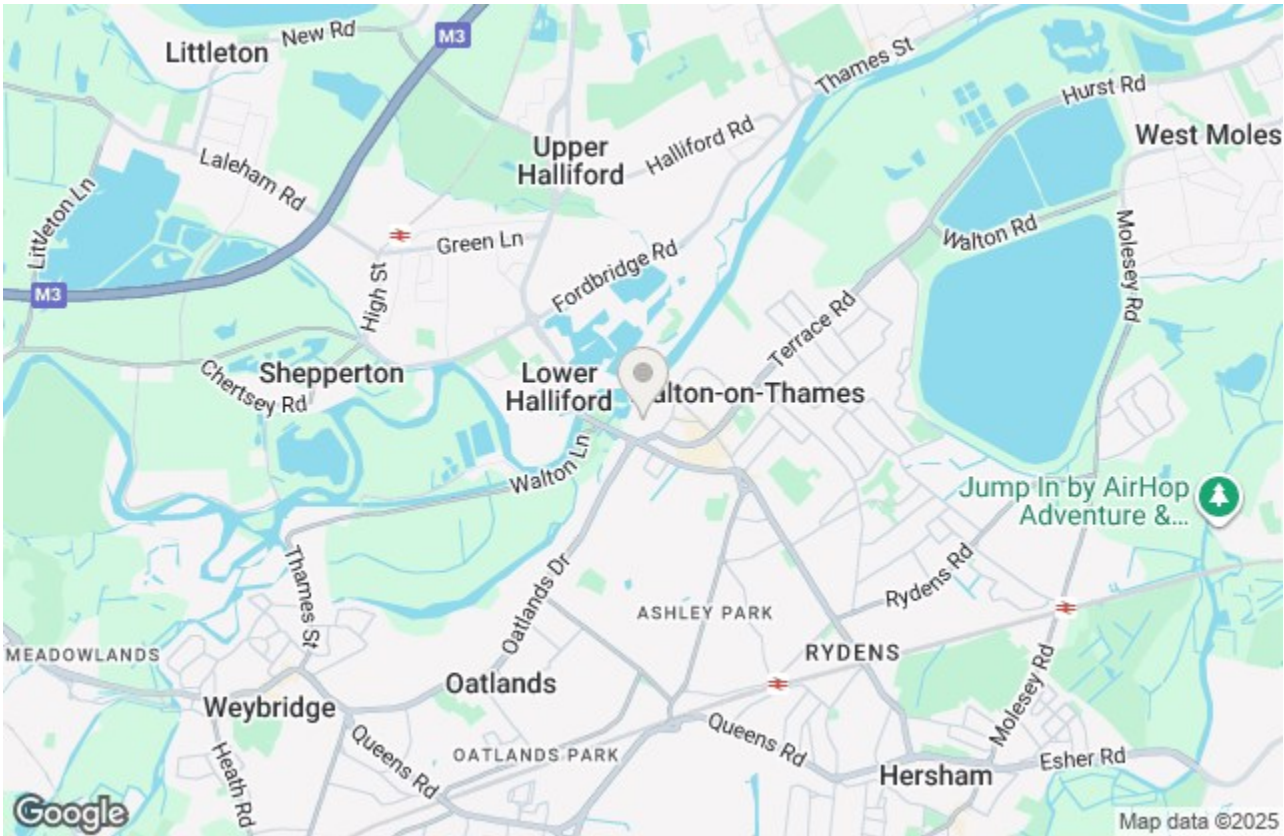 Littleton
New Rd
M3
Thames St
Hurst Rd
West Moles
Upper
Halliford
Halliford Rd
Laleham Rd
Littleton Ln
Green Ln
Walton Rd
Molesey Rd
M3
High St
Fordbridge Rd
Terrace Rd
Shepperton
Chertsey Rd
Lower
Halliford
alton-on-Thames
Walton Ln
Jump In by AirHop
Adventure &...
Thames St
Oatlands Dr
Rydens Rd
ASHLEY PARK
MEADOWLANDS
RYDENS
Oatlands
Weybridge
Molesey Rd
Queens Rd
Queens Rd
OATLANDS PARK
Heath Rd
Hersham
Esher Rd
Google
Map data ©2025